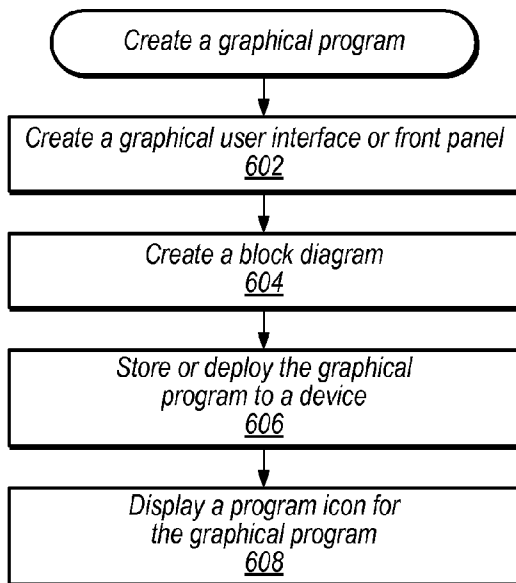 Create a graphical program
Create a graphical user interface or front panel
602
Create a block diagram
604
Store or deploy the graphical
program to a device
606
Display a program icon for
the graphical program
608